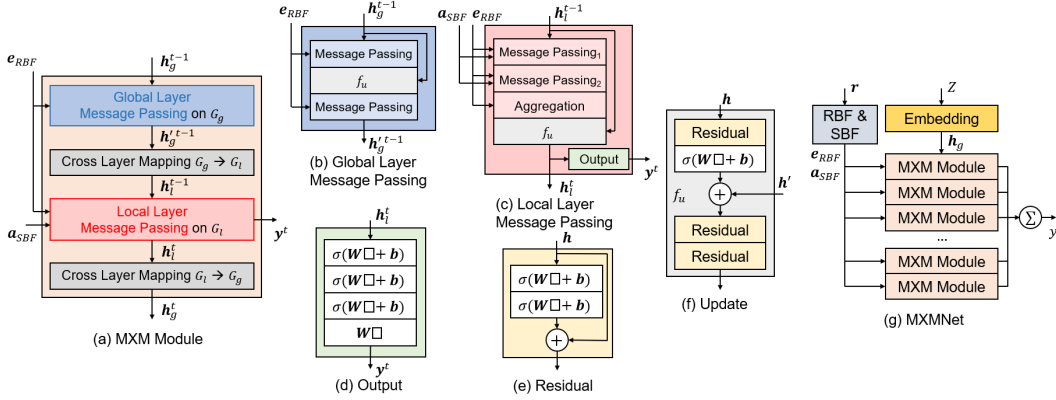 e_RBF
h_g^{t−1}
Global Layer
Message Passing on G_g
h'_g^{t−1}
Cross Layer Mapping G_g → G_l
h_l^{t−1}
Local Layer
Message Passing on G_l
a_SBF
y^t
h_l^t
Cross Layer Mapping G_l → G_g
h_g^t
(a) MXM Module
e_RBF
h_g^{t−1}
Message Passing
f_u
Message Passing
h'_g^{t−1}
(b) Global Layer
Message Passing
h_l^t
σ(W□+ b)
σ(W□+ b)
σ(W□+ b)
W□
y^t
(d) Output
a_SBF
e_RBF
h_l^{t−1}
Message Passing₁
Message Passing₂
Aggregation
f_u
Output
y^t
h_l^t
(c) Local Layer
Message Passing
h
σ(W□+ b)
σ(W□+ b)
+
(e) Residual
h
Residual
σ(W□+ b)
+
h'
f_u
Residual
Residual
(f) Update
r
Z
RBF &
SBF
Embedding
h_g
e_RBF
a_SBF
MXM Module
MXM Module
MXM Module
...
MXM Module
MXM Module
Σ
y
(g) MXMNet